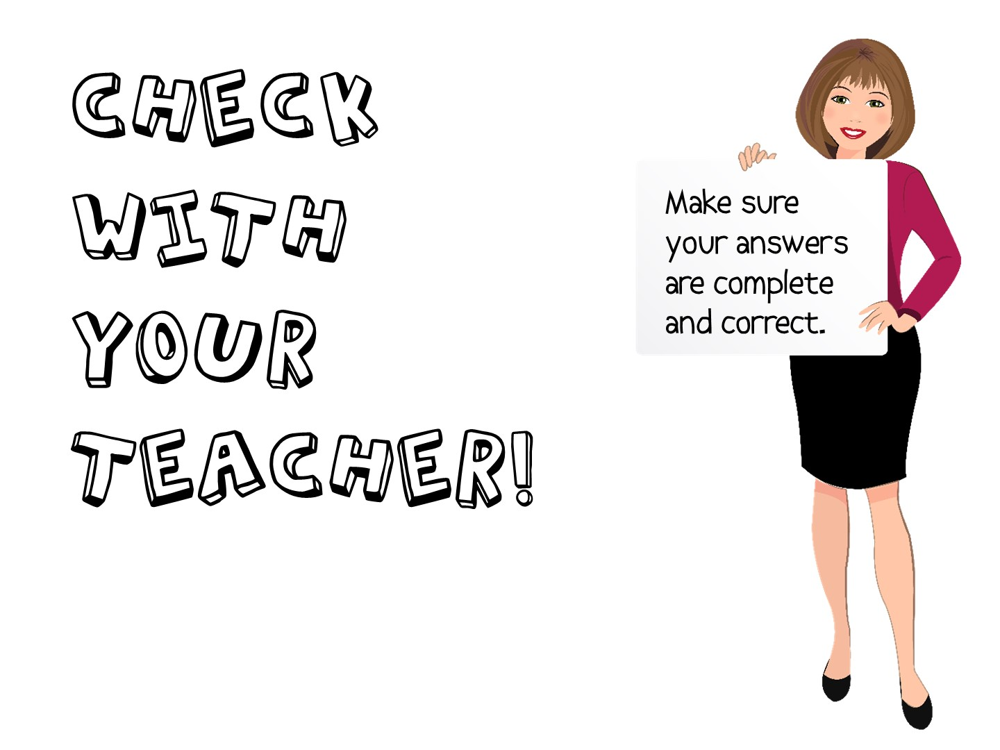 CHECK
WITH
YOUR
TEACHER!
Make sure
your answers
are complete
and correct.